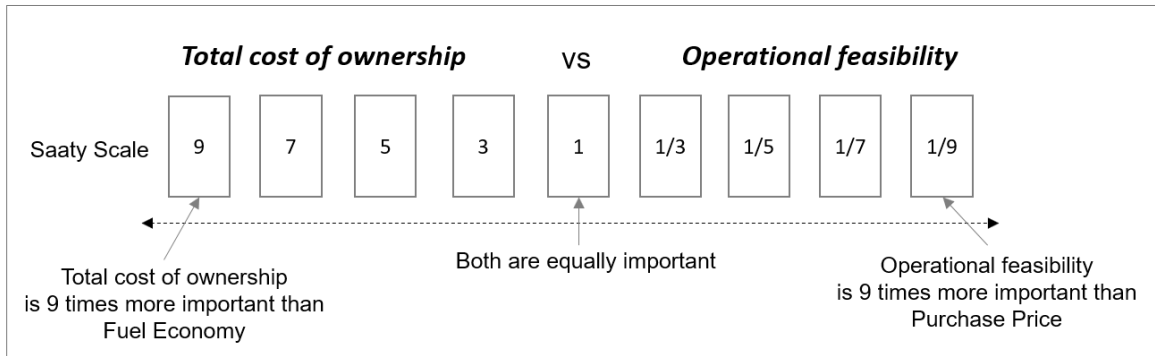 Total cost of ownership vs Operational feasibility
Saaty Scale 9 7 5 3 1 1/3 1/5 1/7 1/9
Total cost of ownership
is 9 times more important than
Fuel Economy
Both are equally important
Operational feasibility
is 9 times more important than
Purchase Price